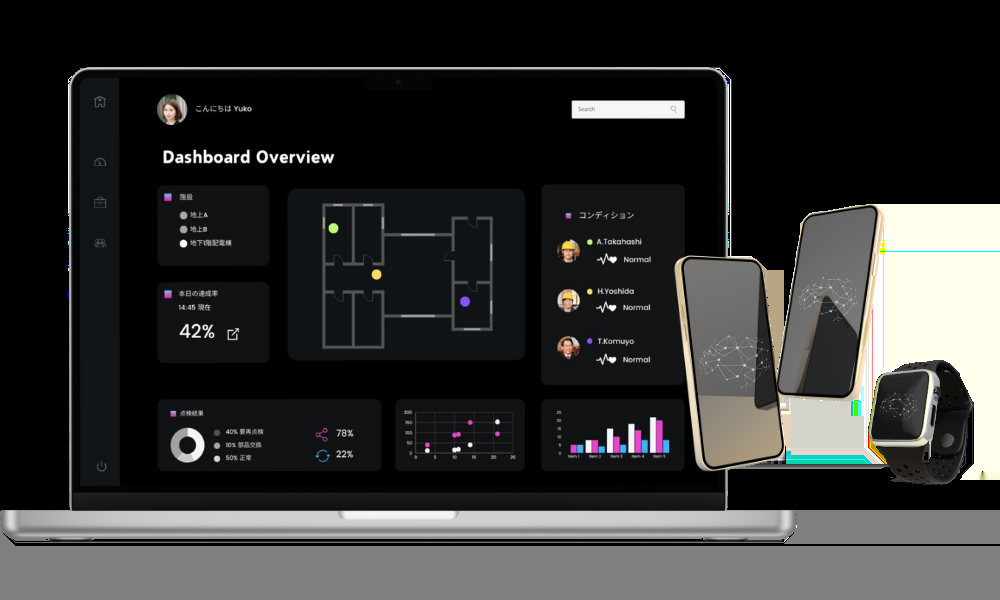 こんにちは Yuko
Search
Dashboard Overview
施設
地上A
地上B
地下1階配電棟
本日の達成率
14:45 現在
42%
コンディション
A.Takahashi
Normal
H.Yoshida
Normal
T.Komuyo
Normal
点検結果
40% 要再点検
10% 部品交換
50% 正常
78%
22%
200
150
100
50
0
0 5 10 15 20 25
25
20
15
10
5
0
Item 1 Item 2 Item 3 Item 4 Item 5